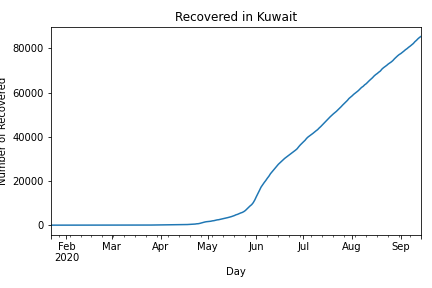 Recovered in Kuwait
Number of Recovered
80000
60000
40000
20000
0
Feb Mar Apr May Jun Jul Aug Sep
2020
Day